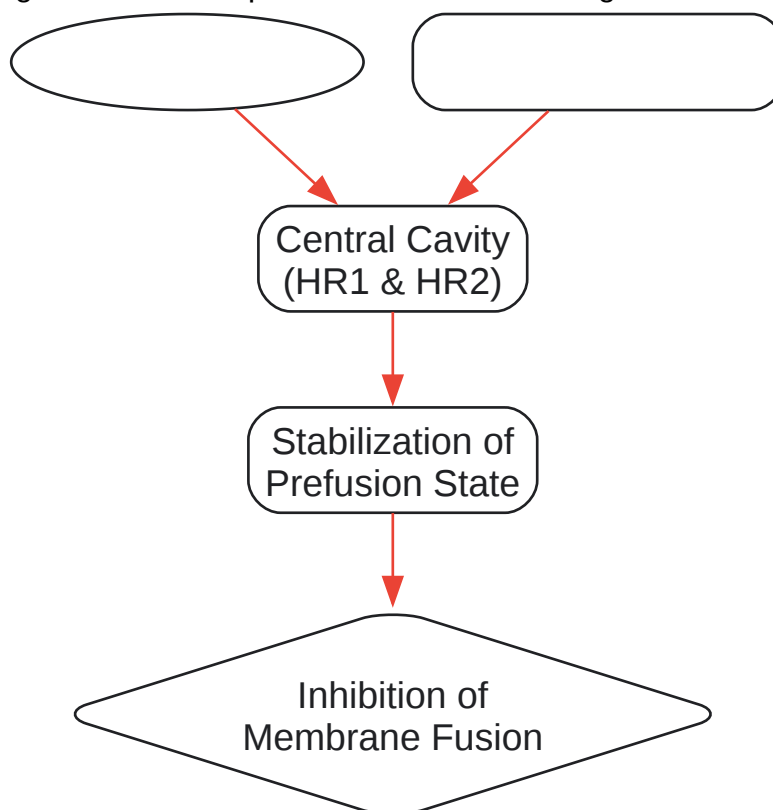 Central Cavity
(HR1 & HR2)
Stabilization of
Prefusion State
Inhibition of
Membrane Fusion